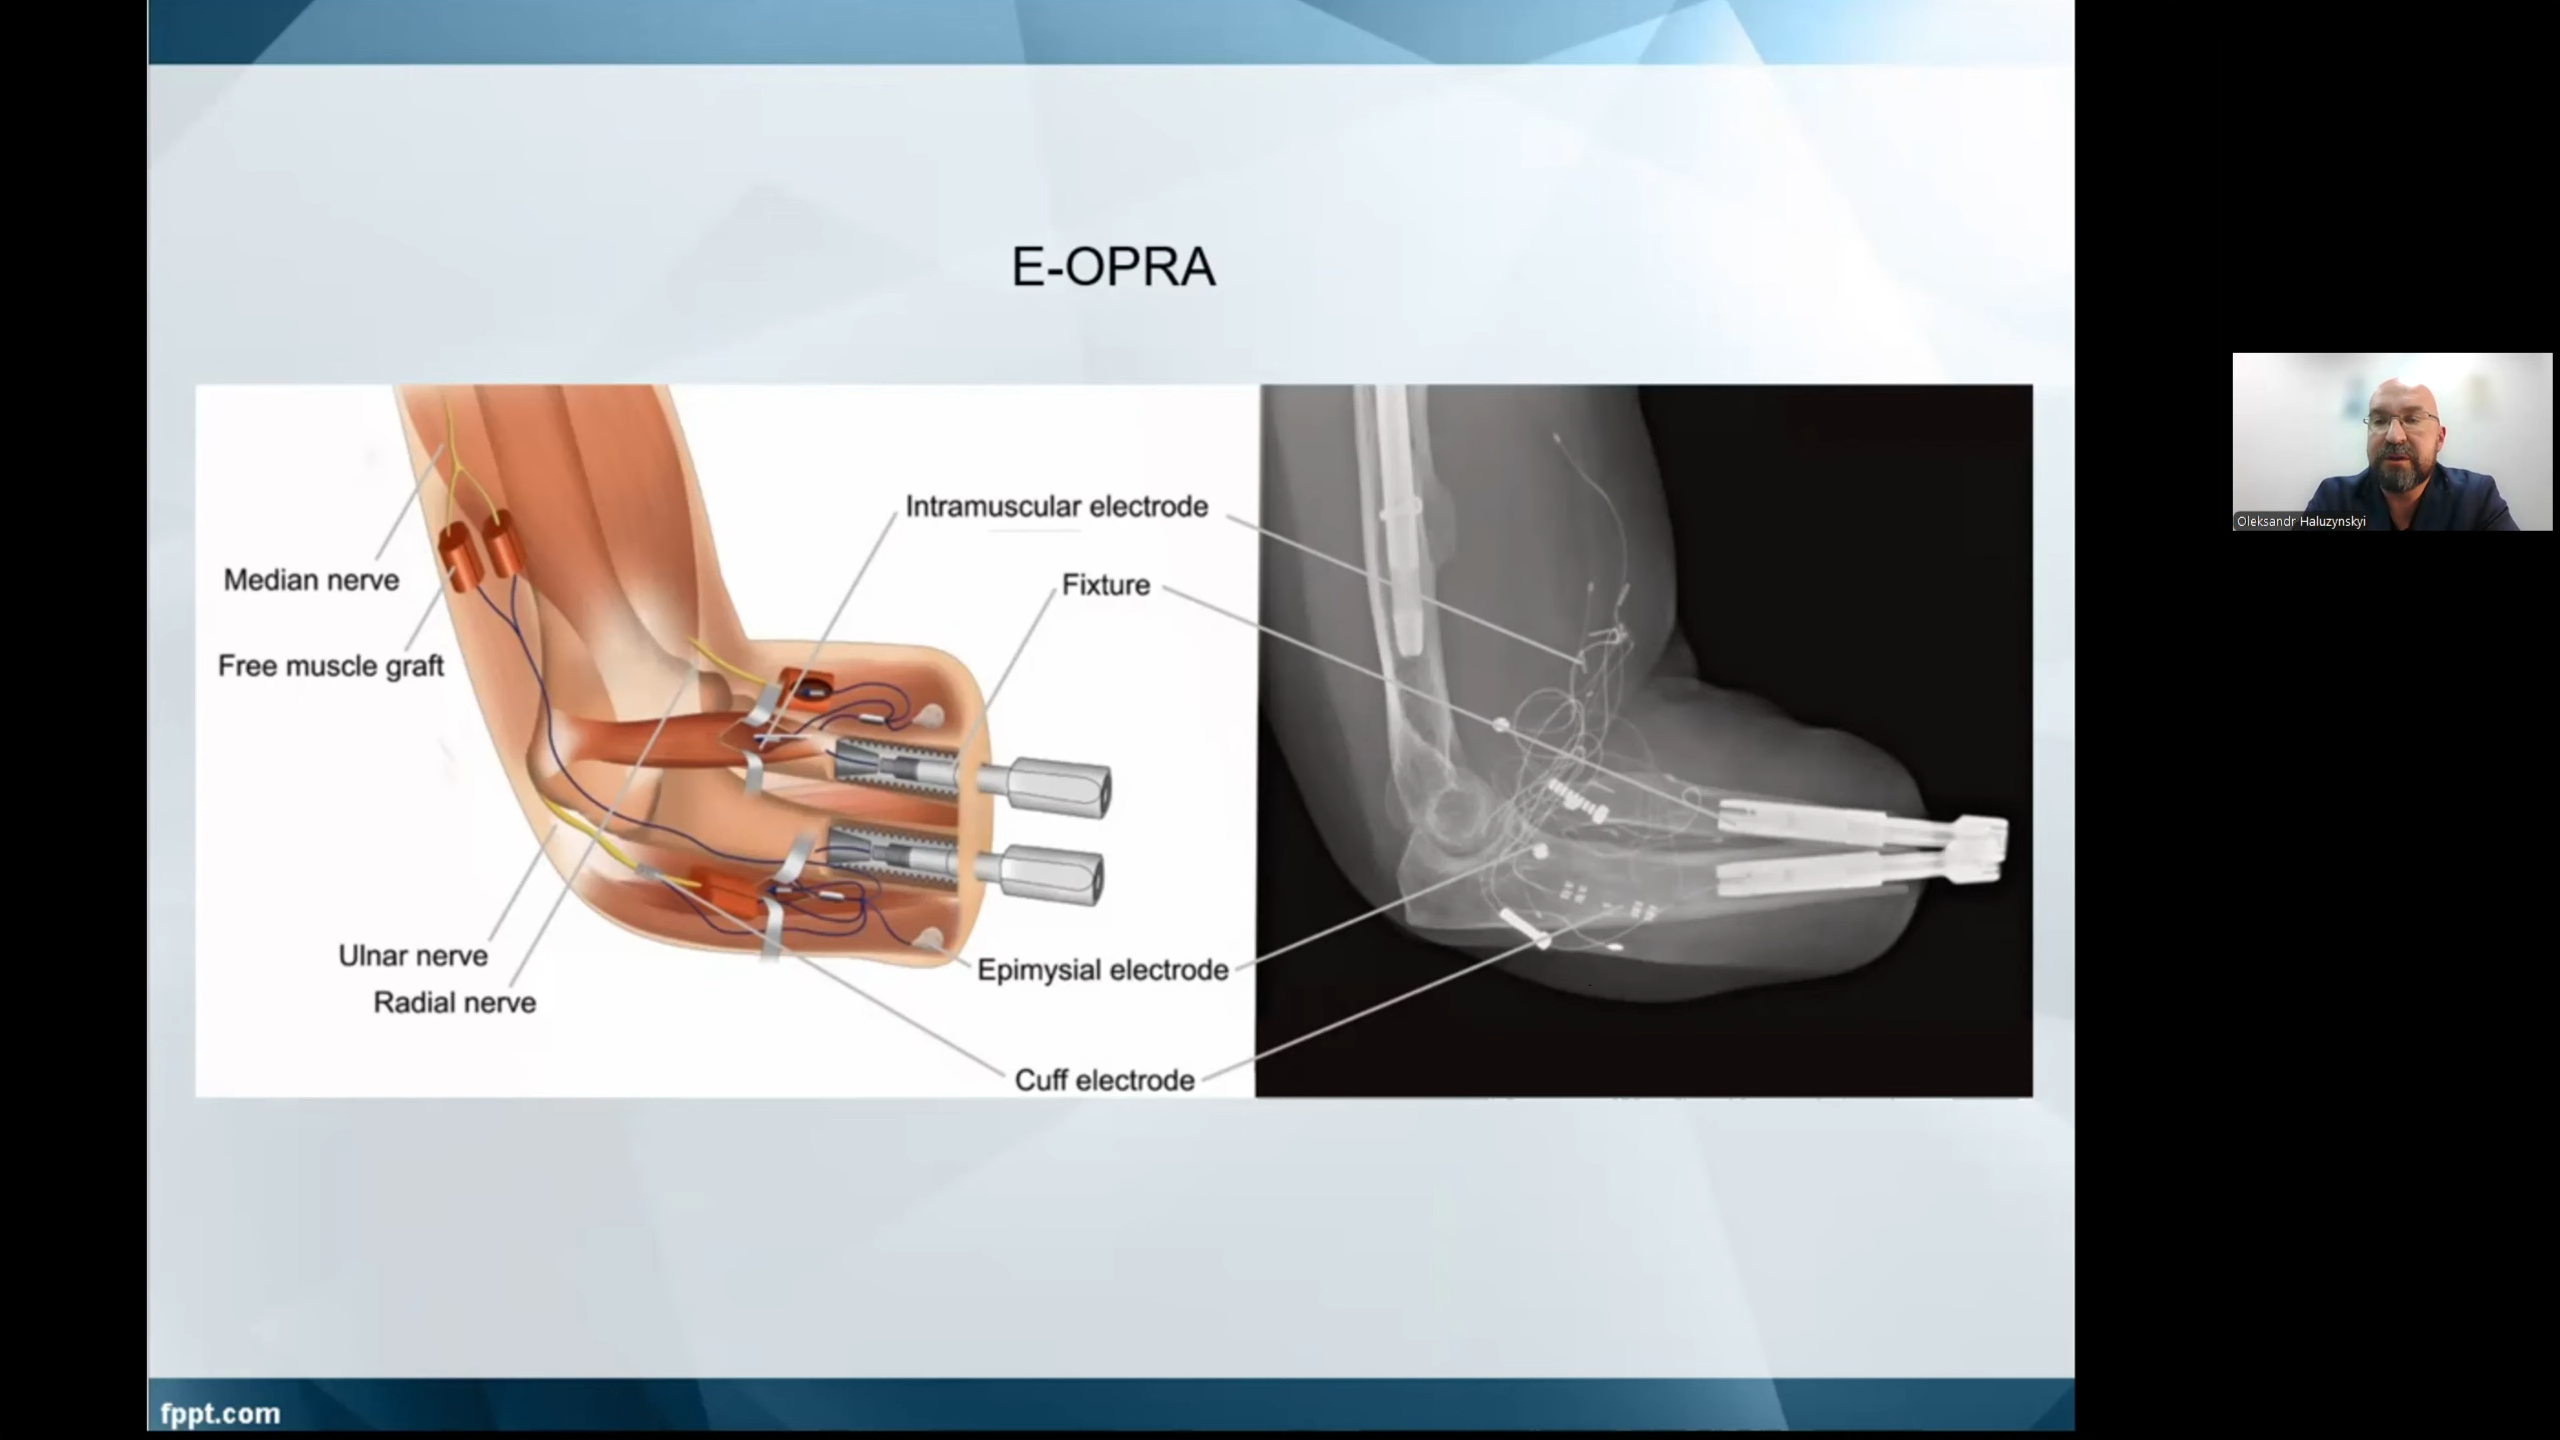 E-OPRA
Intramuscular electrode
Median nerve
Fixture
Free muscle graft
Ulnar nerve
Epimysial electrode
Radial nerve
Cuff electrode
Oleksandr Haluzynskyi
fppt.com